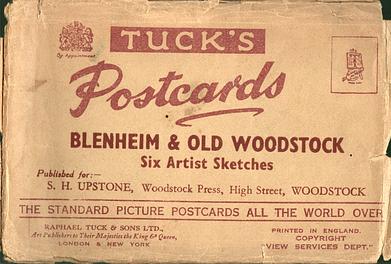 TUCK'S
By Appointment
Postcards
BLENHEIM & OLD WOODSTOCK
Six Artist Sketches
Published for:—
S. H. UPSTONE, Woodstock Press, High Street, WOODSTOCK
THE STANDARD PICTURE POSTCARDS ALL THE WORLD OVER
RAPHAEL TUCK & SONS LTD.,
Art Publishers to Their Majesties the King & Queen,
LONDON & NEW YORK
PRINTED IN ENGLAND.
COPYRIGHT
"VIEW SERVICES DEPT."